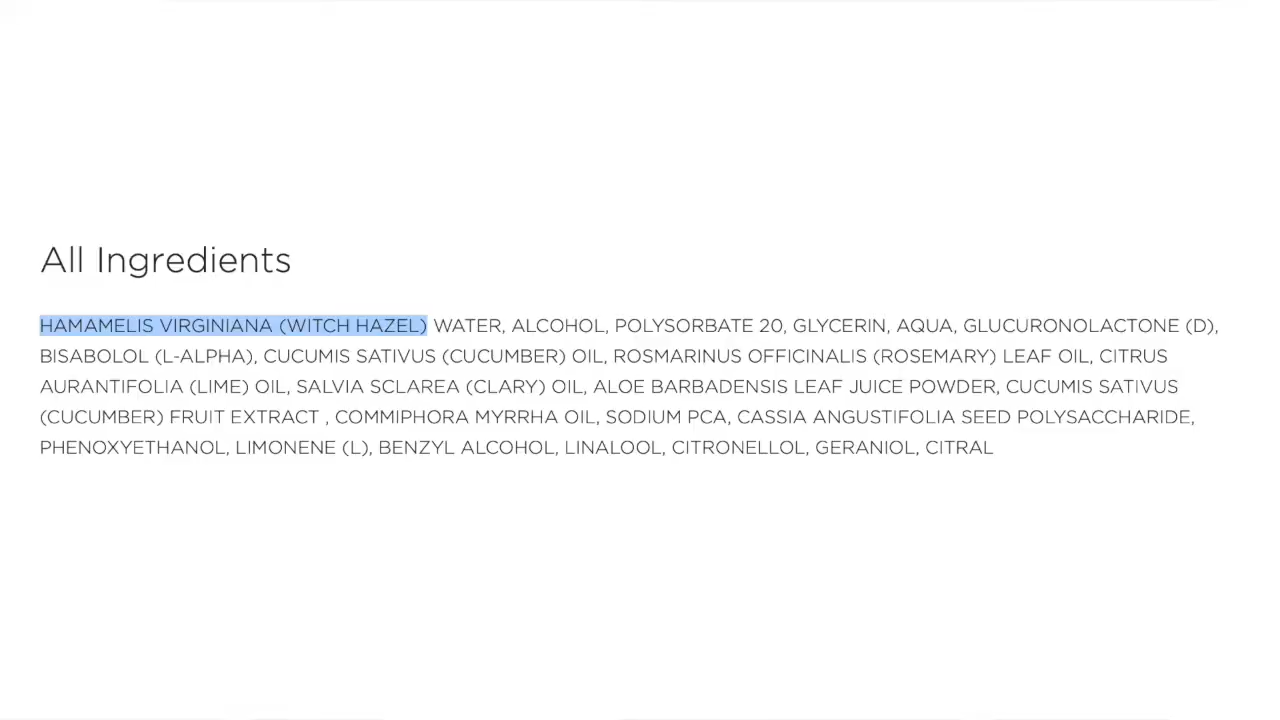 All Ingredients
HAMAMELIS VIRGINIANA (WITCH HAZEL) WATER, ALCOHOL, POLYSORBATE 20, GLYCERIN, AQUA, GLUCURONOLACTONE (D),
BISABOLOL (L-ALPHA), CUCUMIS SATIVUS (CUCUMBER) OIL, ROSMARINUS OFFICINALIS (ROSEMARY) LEAF OIL, CITRUS
AURANTIFOLIA (LIME) OIL, SALVIA SCLAREA (CLARY) OIL, ALOE BARBADENSIS LEAF JUICE POWDER, CUCUMIS SATIVUS
(CUCUMBER) FRUIT EXTRACT , COMMIPHORA MYRRHA OIL, SODIUM PCA, CASSIA ANGUSTIFOLIA SEED POLYSACCHARIDE,
PHENOXYETHANOL, LIMONENE (L), BENZYL ALCOHOL, LINALOOL, CITRONELLOL, GERANIOL, CITRAL